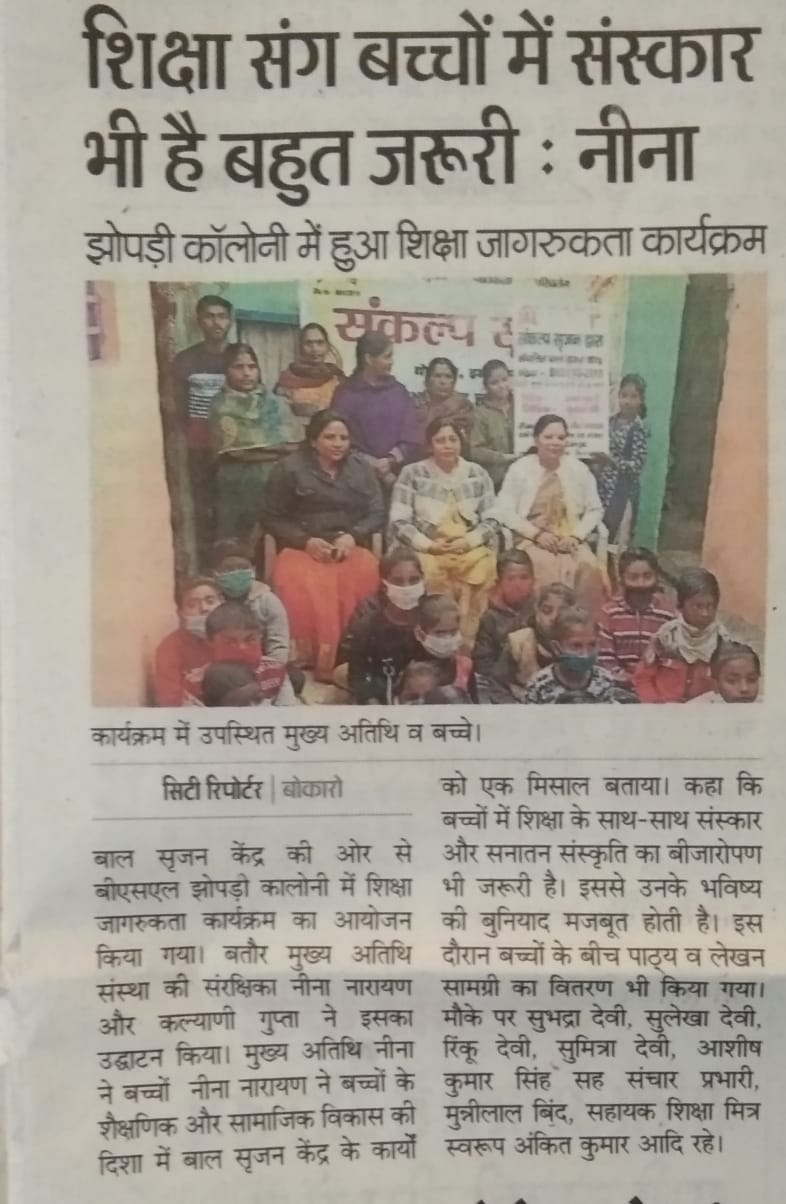 शिक्षा संग बच्चों में संस्कार
भी है बहुत जरूरी : नीना
झोपड़ी कॉलोनी में हुआ शिक्षा जागरुकता कार्यक्रम
संकल्प
संकल्प सृजन द्वारा
कार्यक्रम में उपस्थित मुख्य अतिथि व बच्चे।
सिटी रिपोर्टर | बोकारो
बाल सृजन केंद्र की ओर से
बीएसएल झोपड़ी कालोनी में शिक्षा
जागरुकता कार्यक्रम का आयोजन
किया गया। बतौर मुख्य अतिथि
संस्था की संरक्षिका नीना नारायण
और कल्याणी गुप्ता ने इसका
उद्घाटन किया। मुख्य अतिथि नीना
ने बच्चों नीना नारायण ने बच्चों के
शैक्षणिक और सामाजिक विकास की
दिशा में बाल सृजन केंद्र के कार्यों
को एक मिसाल बताया। कहा कि
बच्चों में शिक्षा के साथ-साथ संस्कार
और सनातन संस्कृति का बीजारोपण
भी जरूरी है। इससे उनके भविष्य
की बुनियाद मजबूत होती है। इस
दौरान बच्चों के बीच पाठ्य व लेखन
सामग्री का वितरण भी किया गया।
मौके पर सुभद्रा देवी, सुलेखा देवी,
रिंकू देवी, सुमित्रा देवी, आशीष
कुमार सिंह सह संचार प्रभारी,
मुन्नीलाल बिंद, सहायक शिक्षा मित्र
स्वरूप अंकित कुमार आदि रहे।